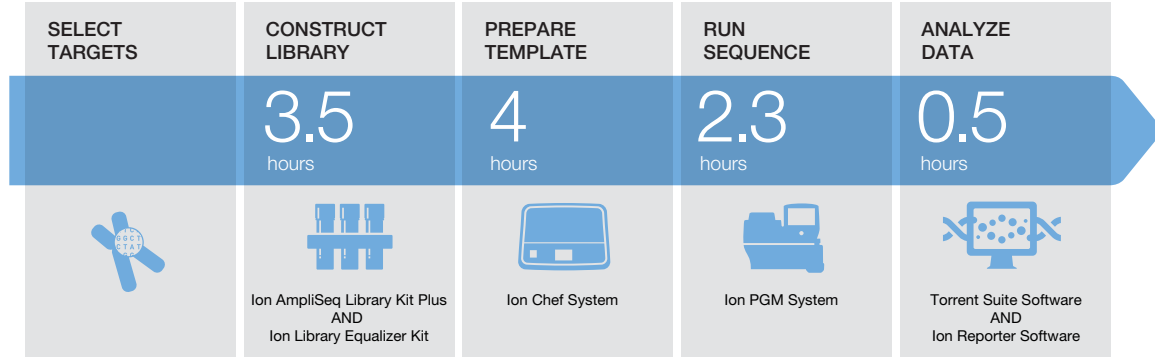 SELECT
TARGETS
CONSTRUCT
LIBRARY
3.5
hours
Ion AmpliSeq Library Kit Plus
AND
Ion Library Equalizer Kit
PREPARE
TEMPLATE
4
hours
Ion Chef System
RUN
SEQUENCE
2.3
hours
Ion PGM System
ANALYZE
DATA
0.5
hours
Torrent Suite Software
AND
Ion Reporter Software
GGCT
CTAT